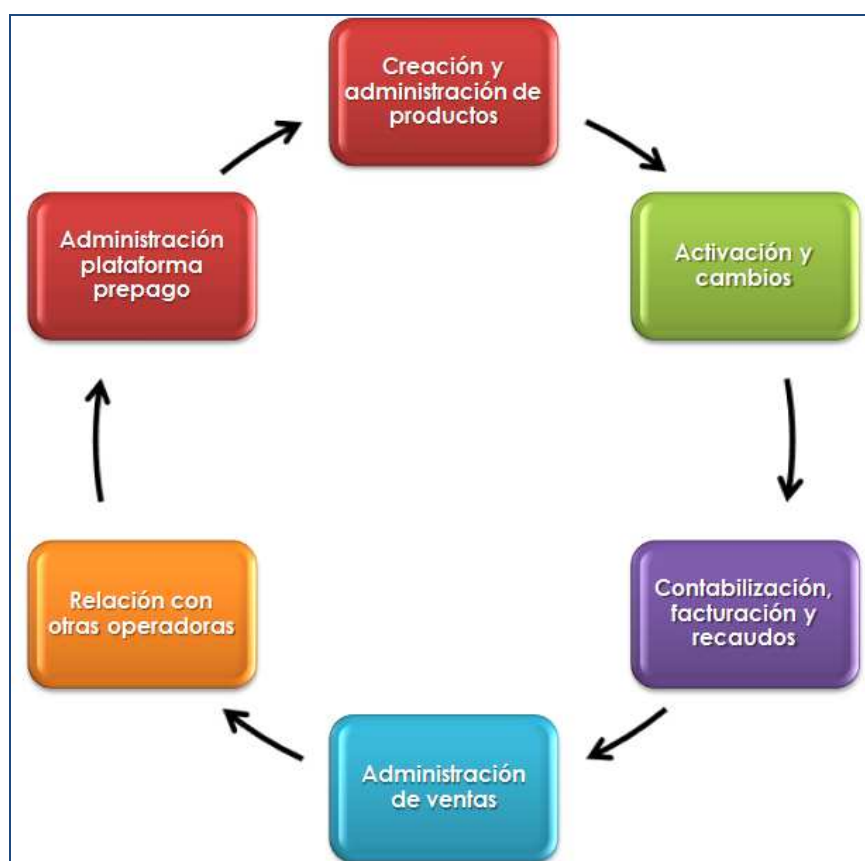 Creación y
administración de
productos
Activación y
cambios
Contabilización,
facturación y
recaudos
Administración
de ventas
Relación con
otras operadoras
Administración
plataforma
prepago